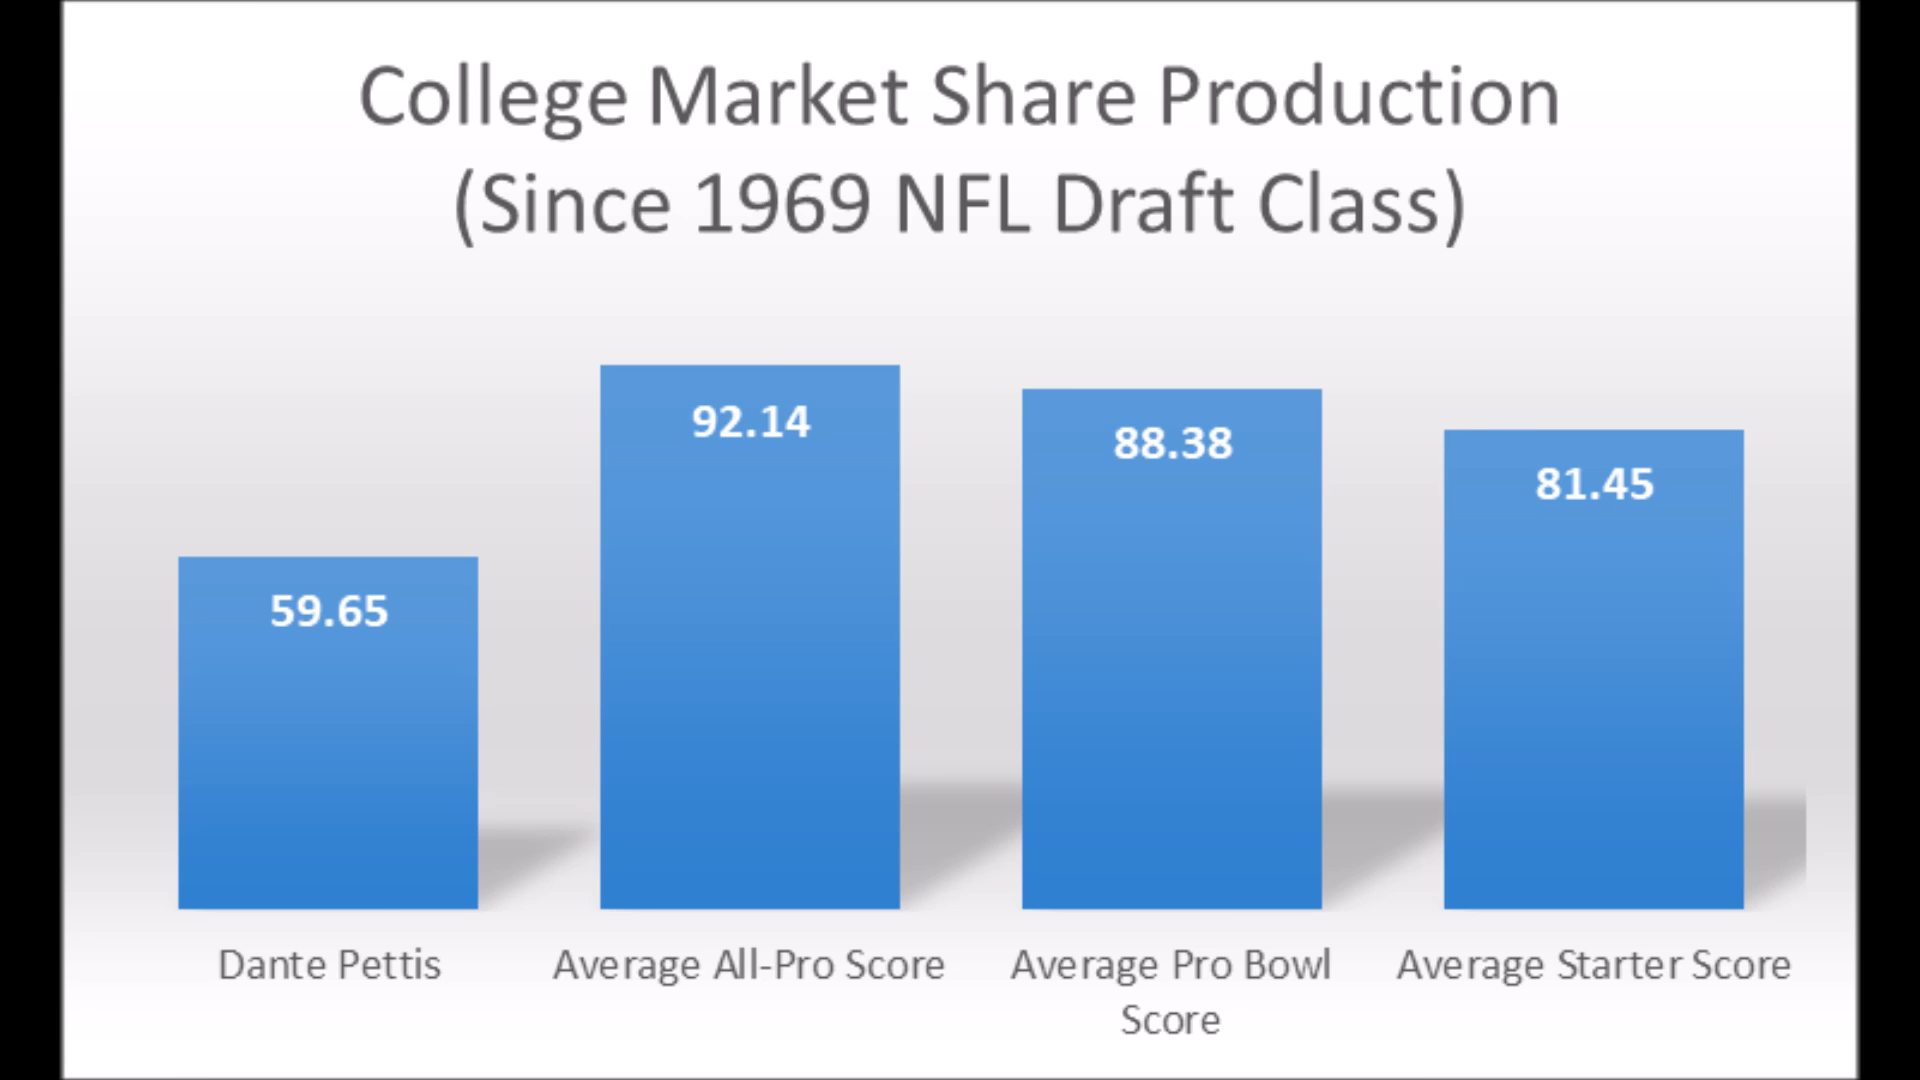 College Market Share Production
(Since 1969 NFL Draft Class)
59.65
92.14
88.38
81.45
Dante Pettis
Average All-Pro Score
Average Pro Bowl
Score
Average Starter Score